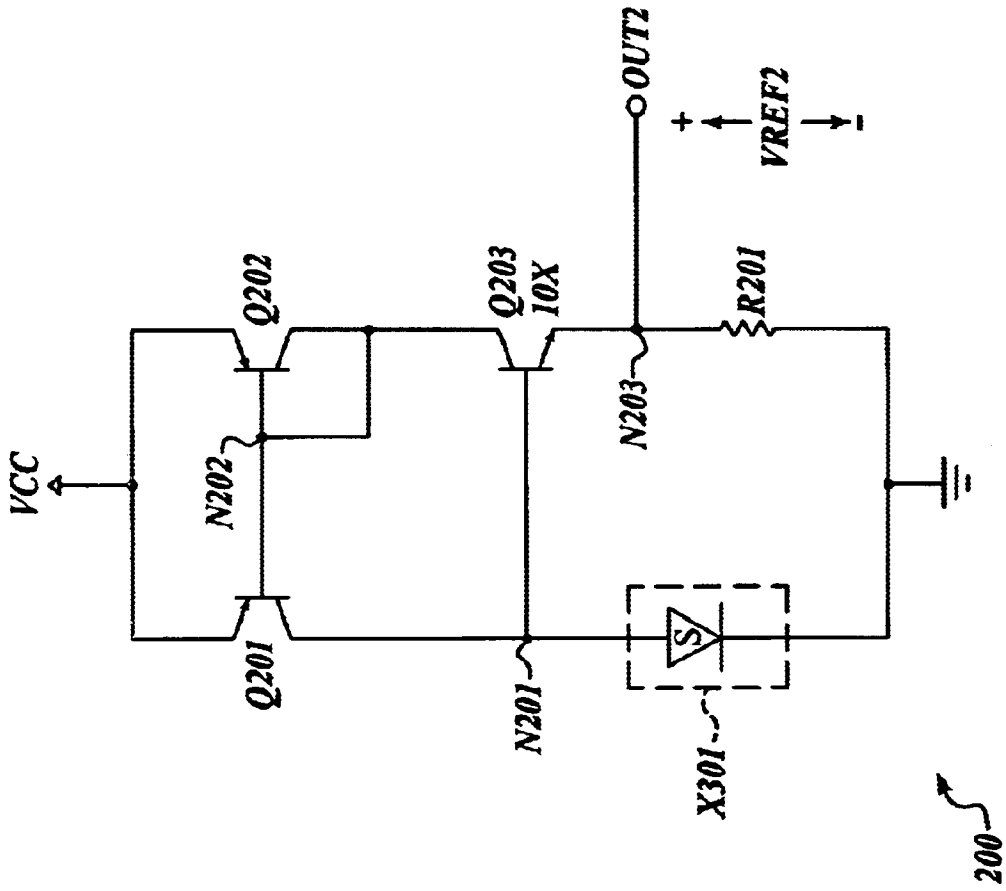 VCC
Q201
Q202
N202
Q203
10X
N201
OUT2
+
VREF2
-
N203
R201
S
X301
200